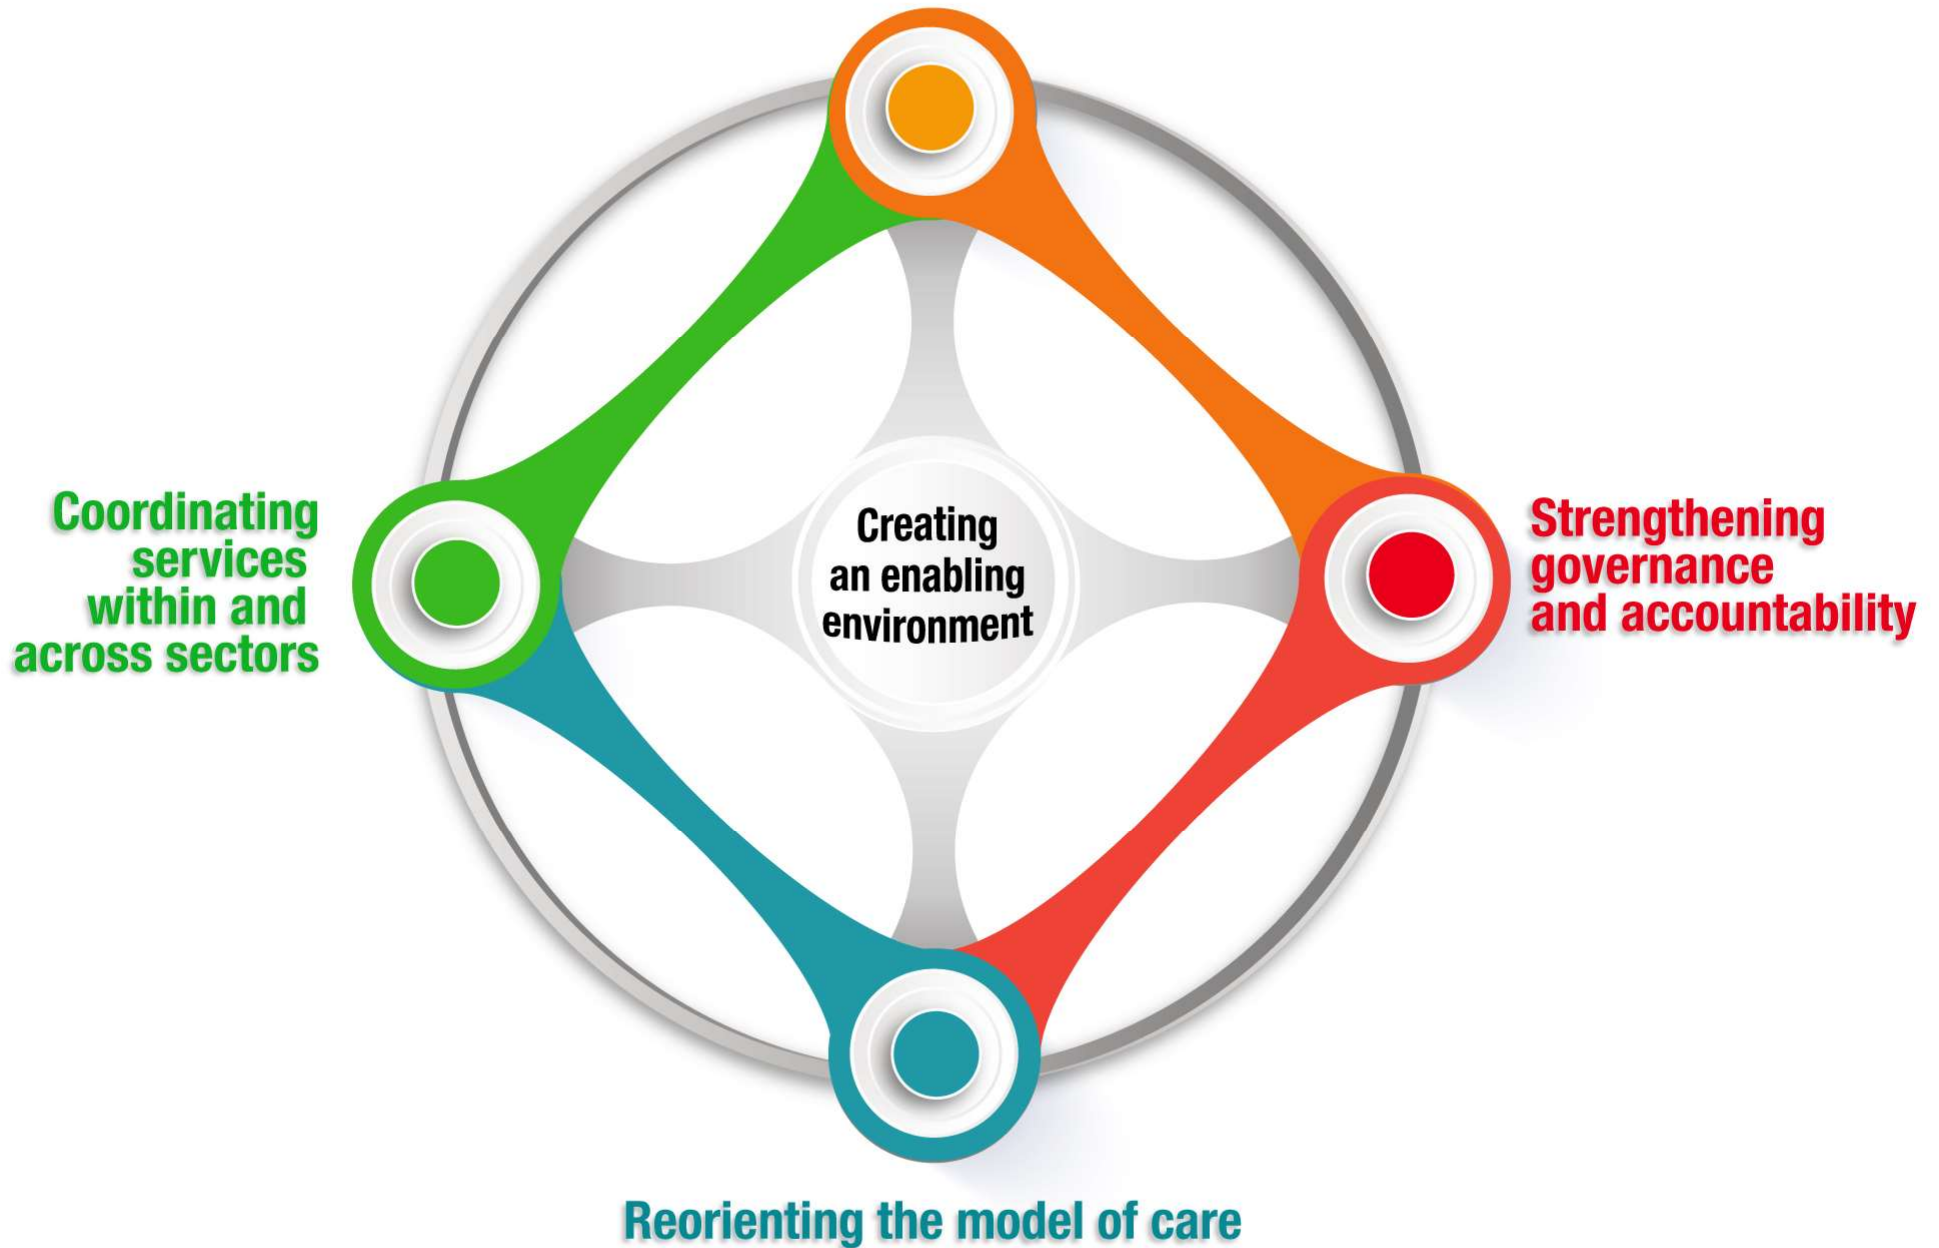 Coordinating
services
within and
across sectors
Creating
an enabling
environment
Strengthening
governance
and accountability
Reorienting the model of care